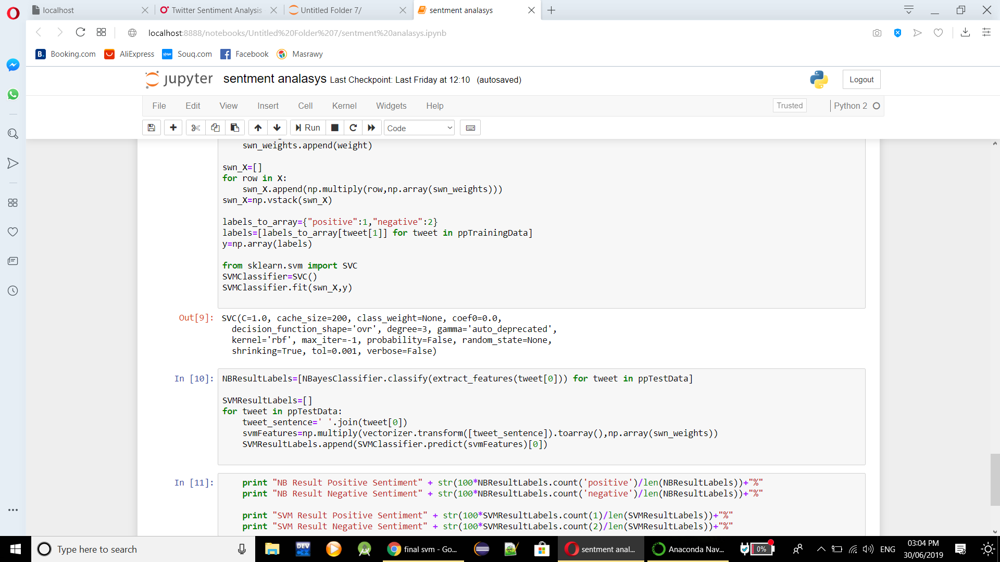 localhost
Twitter Sentiment Analysis
Untitled Folder 7/
sentment analasys
localhost:8888/notebooks/Untitled%20Folder%207/sentment%20analasys.ipynb
B. Booking.com
AliExpress
Souq.com
Facebook
Masrawy
jupyter sentment analasys Last Checkpoint: Last Friday at 12:10 (autosaved)
Logout
File Edit View Insert Cell Kernel Widgets Help
Trusted
Python 2
Run
Code
swn_weights.append(weight)
swn_X=[]
for row in X:
swn_X.append(np.multiply(row,np.array(swn_weights)))
swn_X=np.vstack(swn_X)
labels_to_array={"positive":1,"negative":2}
labels=[labels_to_array[tweet[1]] for tweet in ppTrainingData]
y=np.array(labels)
from sklearn.svm import SVC
SVMClassifier=SVC()
SVMClassifier.fit(swn_X,y)
Out[9]: SVC(C=1.0, cache_size=200, class_weight=None, coef0=0.0,
decision_function_shape='ovr', degree=3, gamma='auto_deprecated',
kernel='rbf', max_iter=-1, probability=False, random_state=None,
shrinking=True, tol=0.001, verbose=False)
In [10]: NBResultLabels=[NBayesClassifier.classify(extract_features(tweet[0])) for tweet in ppTestData]
SVMResultLabels=[]
for tweet in ppTestData:
tweet_sentence=' '.join(tweet[0])
svmFeatures=np.multiply(vectorizer.transform([tweet_sentence]).toarray(),np.array(swn_weights))
SVMResultLabels.append(SVMClassifier.predict(svmFeatures)[0])
In [11]: print "NB Result Positive Sentiment" + str(100*NBResultLabels.count('positive')/len(NBResultLabels))+"%"
print "NB Result Negative Sentiment" + str(100*NBResultLabels.count('negative')/len(NBResultLabels))+"%"
print "SVM Result Positive Sentiment" + str(100*SVMResultLabels.count(1)/len(SVMResultLabels))+"%"
print "SVM Result Negative Sentiment" + str(100*SVMResultLabels.count(2)/len(SVMResultLabels))+"%"
Type here to search
DEV C++
final svm - Go...
sentment anal...
Anaconda Nav...
0%
ENG
03:04 PM
30/06/2019